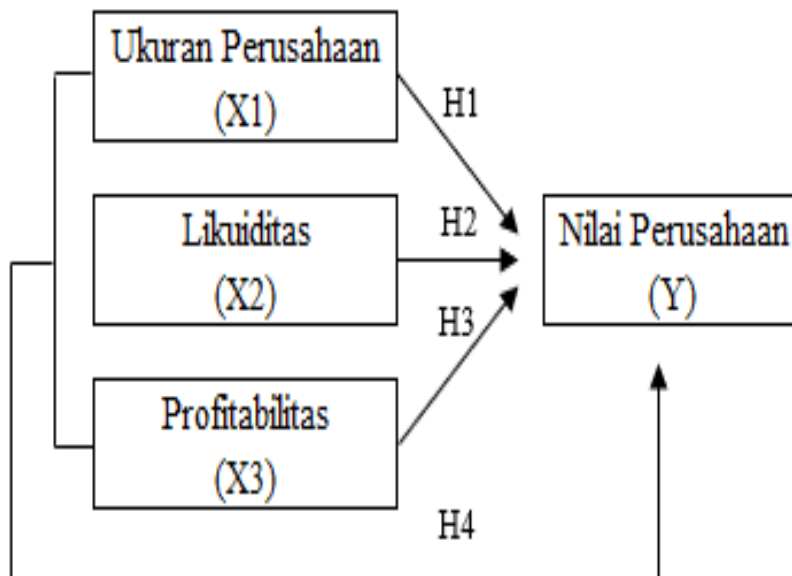 Ukuran Perusahaan
(X1)
H1
Likuiditas
(X2)
H2
Nilai Perusahaan
(Y)
H3
Profitabilitas
(X3)
H4